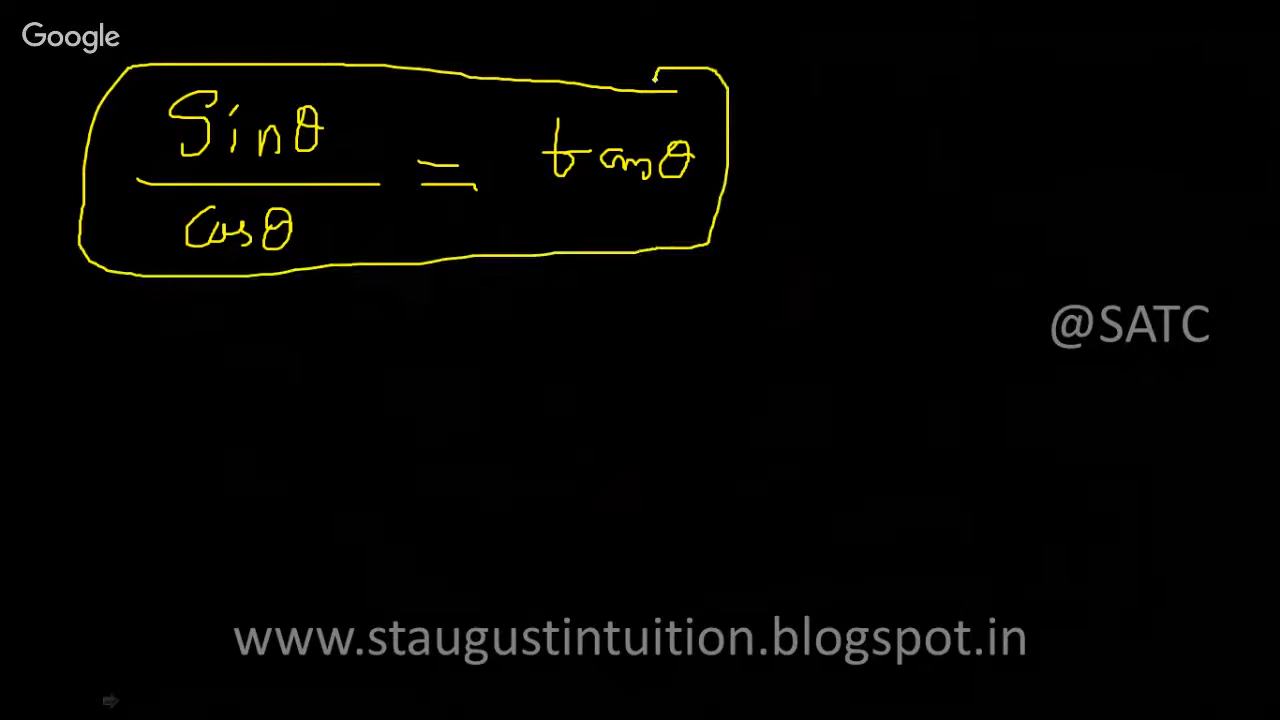 Google
Sinθ
cosθ
= tanθ
@SATC
www.staugustintuition.blogspot.in